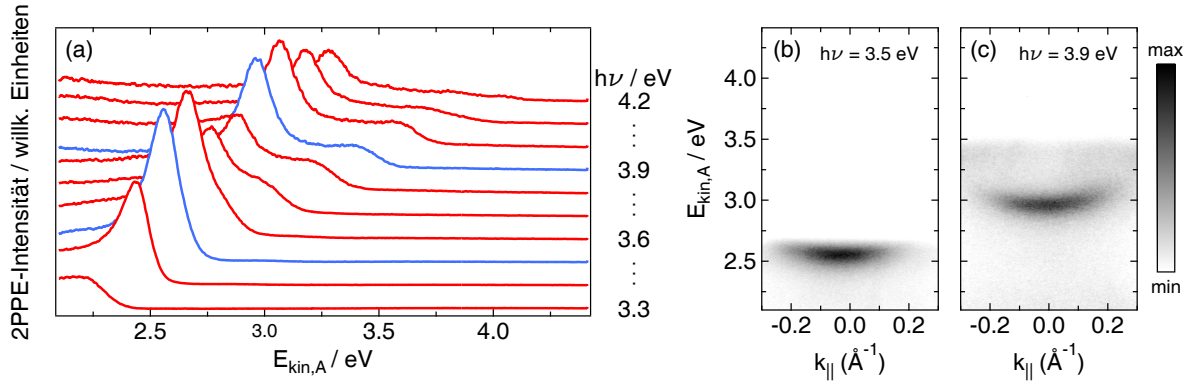 2PPE-Intensität / willk. Einheiten
(a)
hν / eV
4.2
3.9
3.6
3.3
2.5
3.0
3.5
4.0
E_kin,A / eV
(b)
hν = 3.5 eV
(c)
hν = 3.9 eV
max
min
E_kin,A / eV
4.0
3.5
3.0
2.5
-0.2
0.0
0.2
k_|| (Å⁻¹)
-0.2
0.0
0.2
k_|| (Å⁻¹)